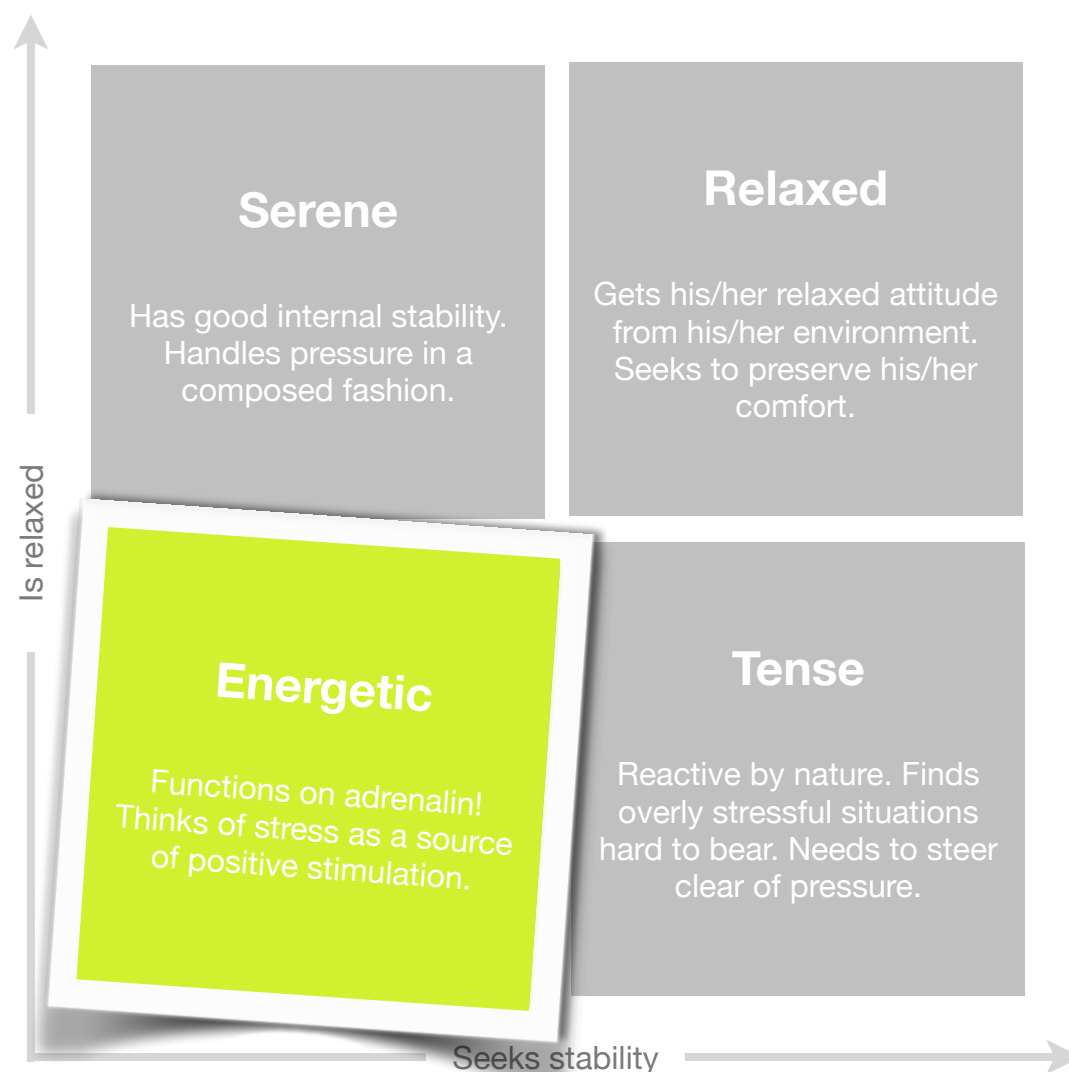 Serene
Has good internal stability.
Handles pressure in a
composed fashion.
Relaxed
Gets his/her relaxed attitude
from his/her environment.
Seeks to preserve his/her
comfort.
Is relaxed
Energetic
Functions on adrenalin!
Thinks of stress as a source
of positive stimulation.
Tense
Reactive by nature. Finds
overly stressful situations
hard to bear. Needs to steer
clear of pressure.
Seeks stability